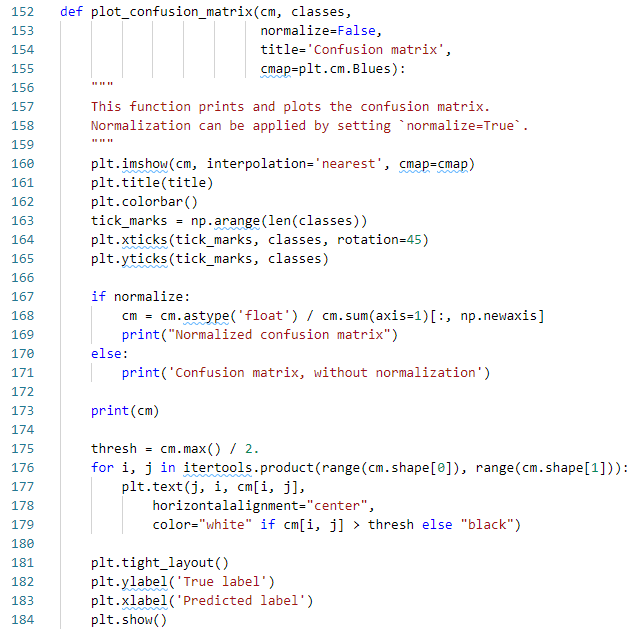 152 def plot_confusion_matrix(cm, classes,
153                           normalize=False,
154                           title='Confusion matrix',
155                           cmap=plt.cm.Blues):
156     """
157     This function prints and plots the confusion matrix.
158     Normalization can be applied by setting `normalize=True`.
159     """
160     plt.imshow(cm, interpolation='nearest', cmap=cmap)
161     plt.title(title)
162     plt.colorbar()
163     tick_marks = np.arange(len(classes))
164     plt.xticks(tick_marks, classes, rotation=45)
165     plt.yticks(tick_marks, classes)
166
167     if normalize:
168         cm = cm.astype('float') / cm.sum(axis=1)[:, np.newaxis]
169         print("Normalized confusion matrix")
170     else:
171         print('Confusion matrix, without normalization')
172
173     print(cm)
174
175     thresh = cm.max() / 2.
176     for i, j in itertools.product(range(cm.shape[0]), range(cm.shape[1])):
177         plt.text(j, i, cm[i, j],
178             horizontalalignment="center",
179             color="white" if cm[i, j] > thresh else "black")
180
181     plt.tight_layout()
182     plt.ylabel('True label')
183     plt.xlabel('Predicted label')
184     plt.show()